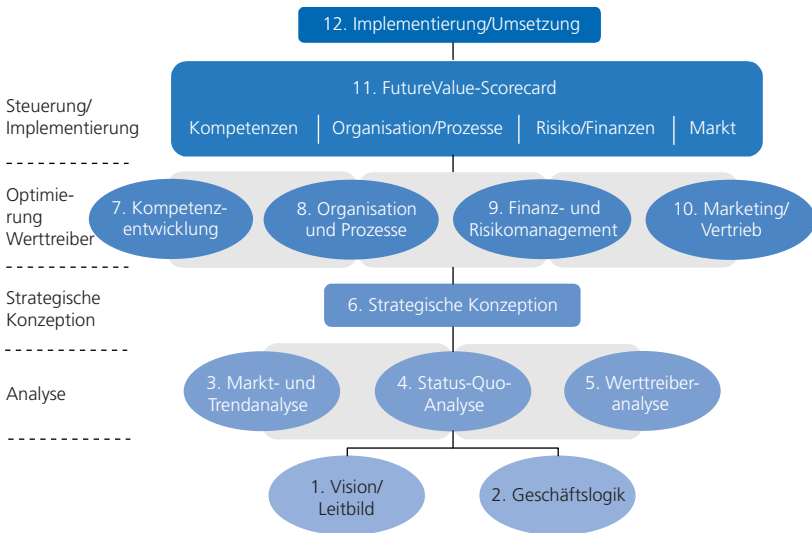 12. Implementierung/Umsetzung
11. FutureValue-Scorecard
Steuerung/
Implementierung
Kompetenzen
Organisation/Prozesse
Risiko/Finanzen
Markt
Optimie-
rung
Werttreiber
7. Kompetenz-
entwicklung
8. Organisation
und Prozesse
9. Finanz- und
Risikomanagement
10. Marketing/
Vertrieb
Strategische
Konzeption
6. Strategische Konzeption
Analyse
3. Markt- und
Trendanalyse
4. Status-Quo-
Analyse
5. Werttreiber-
analyse
1. Vision/
Leitbild
2. Geschäftslogik